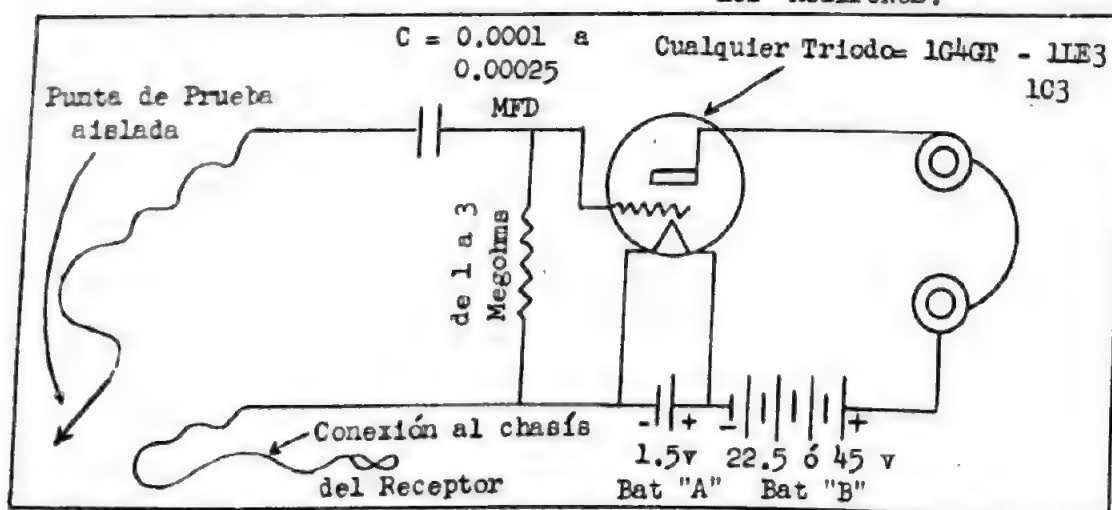 C = 0.0001 a
0.00025
MFD
Cualquier Triodo= 1G4GT - 1LE3
1C3
Punta de Prueba
aislada
de 1 a 3
Megohms
Conexión al chasís
del Receptor
- +
1.5v
Bat "A"
- +
22.5 ó 45 v
Bat "B"